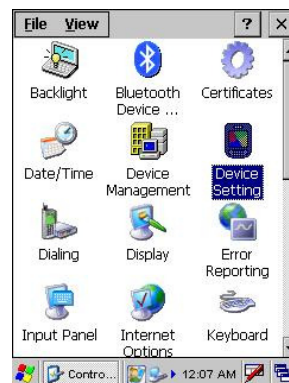 File View ? ×
Backlight Bluetooth Device ... Certificates
Date/Time Device Management Device Setting
Dialing Display Error Reporting
Input Panel Internet Options Keyboard
Contro... 12:07 AM